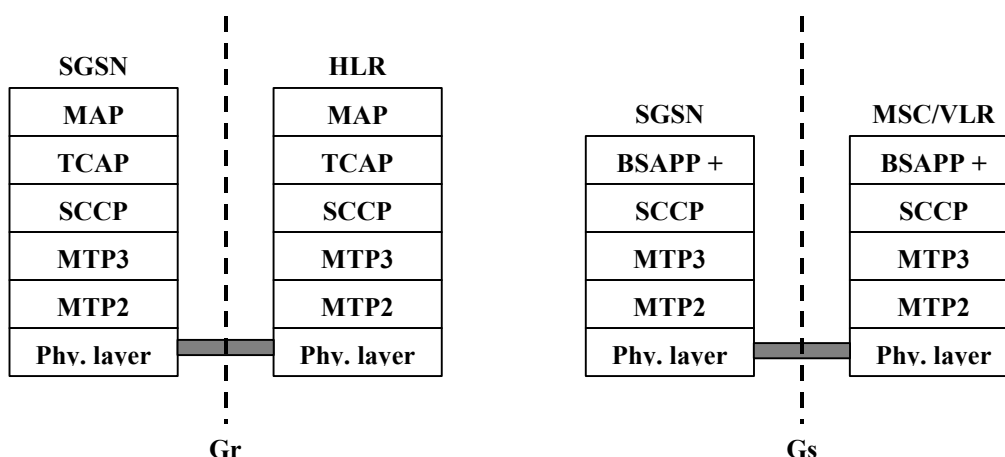 SGSN
MAP
TCAP
SCCP
MTP3
MTP2
Phy. layer
HLR
MAP
TCAP
SCCP
MTP3
MTP2
Phy. layer
Gr
SGSN
BSAPP +
SCCP
MTP3
MTP2
Phy. layer
MSC/VLR
BSAPP +
SCCP
MTP3
MTP2
Phy. layer
Gs